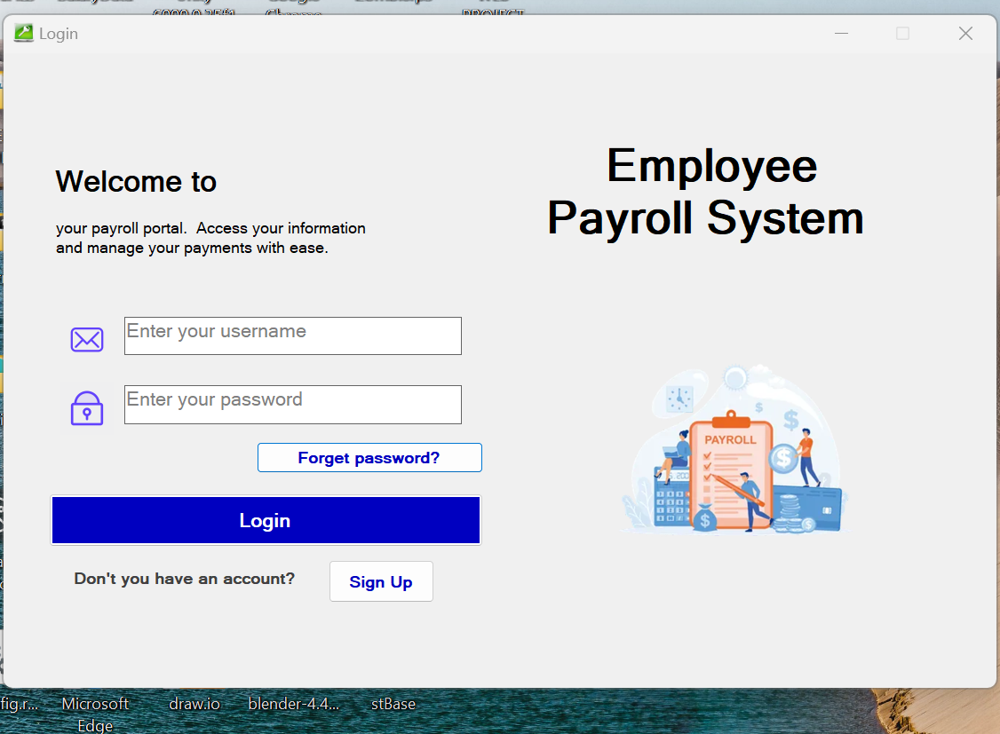 PROJECT
Login
Welcome to
your payroll portal.  Access your information
and manage your payments with ease.
Employee
Payroll System
Enter your username
Enter your password
Forget password?
Login
Don't you have an account?
Sign Up
PAYROLL
fig.r...
Microsoft
Edge
draw.io
blender-4.4...
stBase